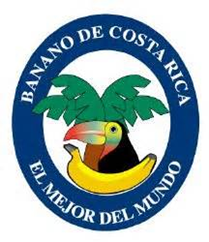 BANANO DE COSTA RICA
EL MEJOR DEL MUNDO